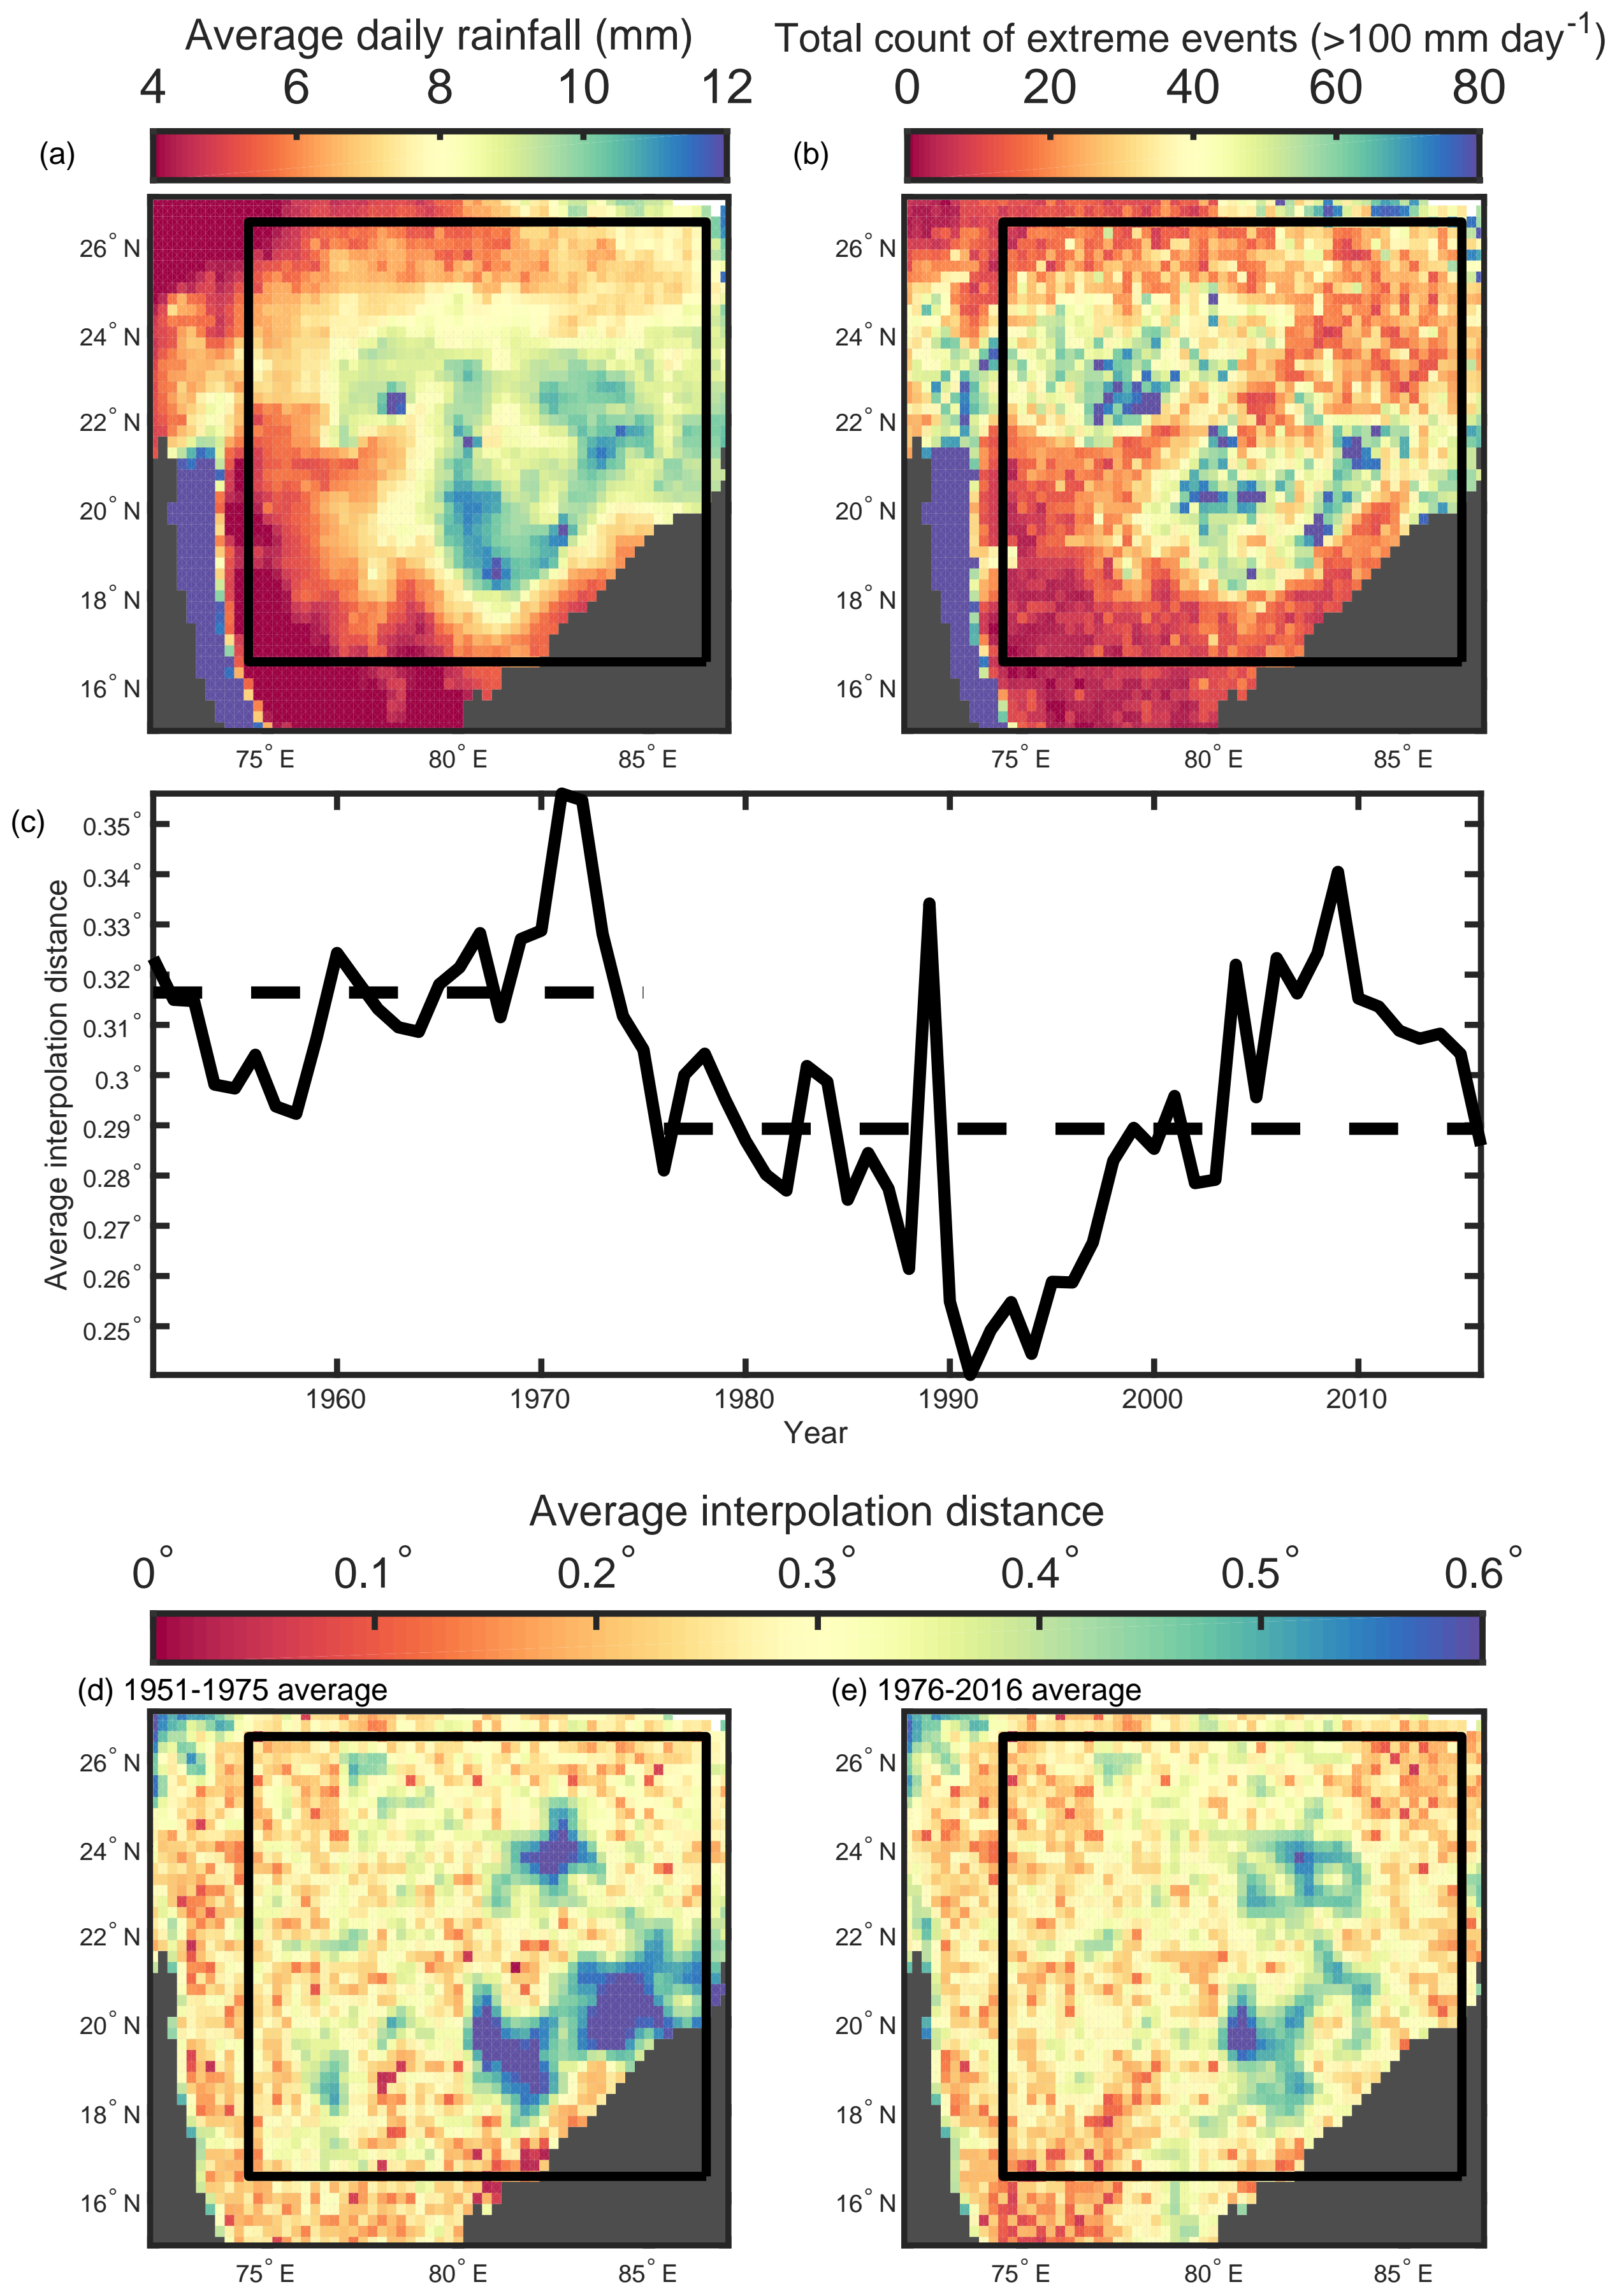 Average daily rainfall (mm)
4 6 8 10 12
(a)
26° N
24° N
22° N
20° N
18° N
16° N
75° E 80° E 85° E
Total count of extreme events (>100 mm day-1)
0 20 40 60 80
(b)
26° N
24° N
22° N
20° N
18° N
16° N
75° E 80° E 85° E
(c)
Average interpolation distance
0.35°
0.34°
0.33°
0.32°
0.31°
0.3°
0.29°
0.28°
0.27°
0.26°
0.25°
1960 1970 1980 1990 2000 2010
Year
Average interpolation distance
0° 0.1° 0.2° 0.3° 0.4° 0.5° 0.6°
(d) 1951-1975 average
26° N
24° N
22° N
20° N
18° N
16° N
75° E 80° E 85° E
(e) 1976-2016 average
26° N
24° N
22° N
20° N
18° N
16° N
75° E 80° E 85° E